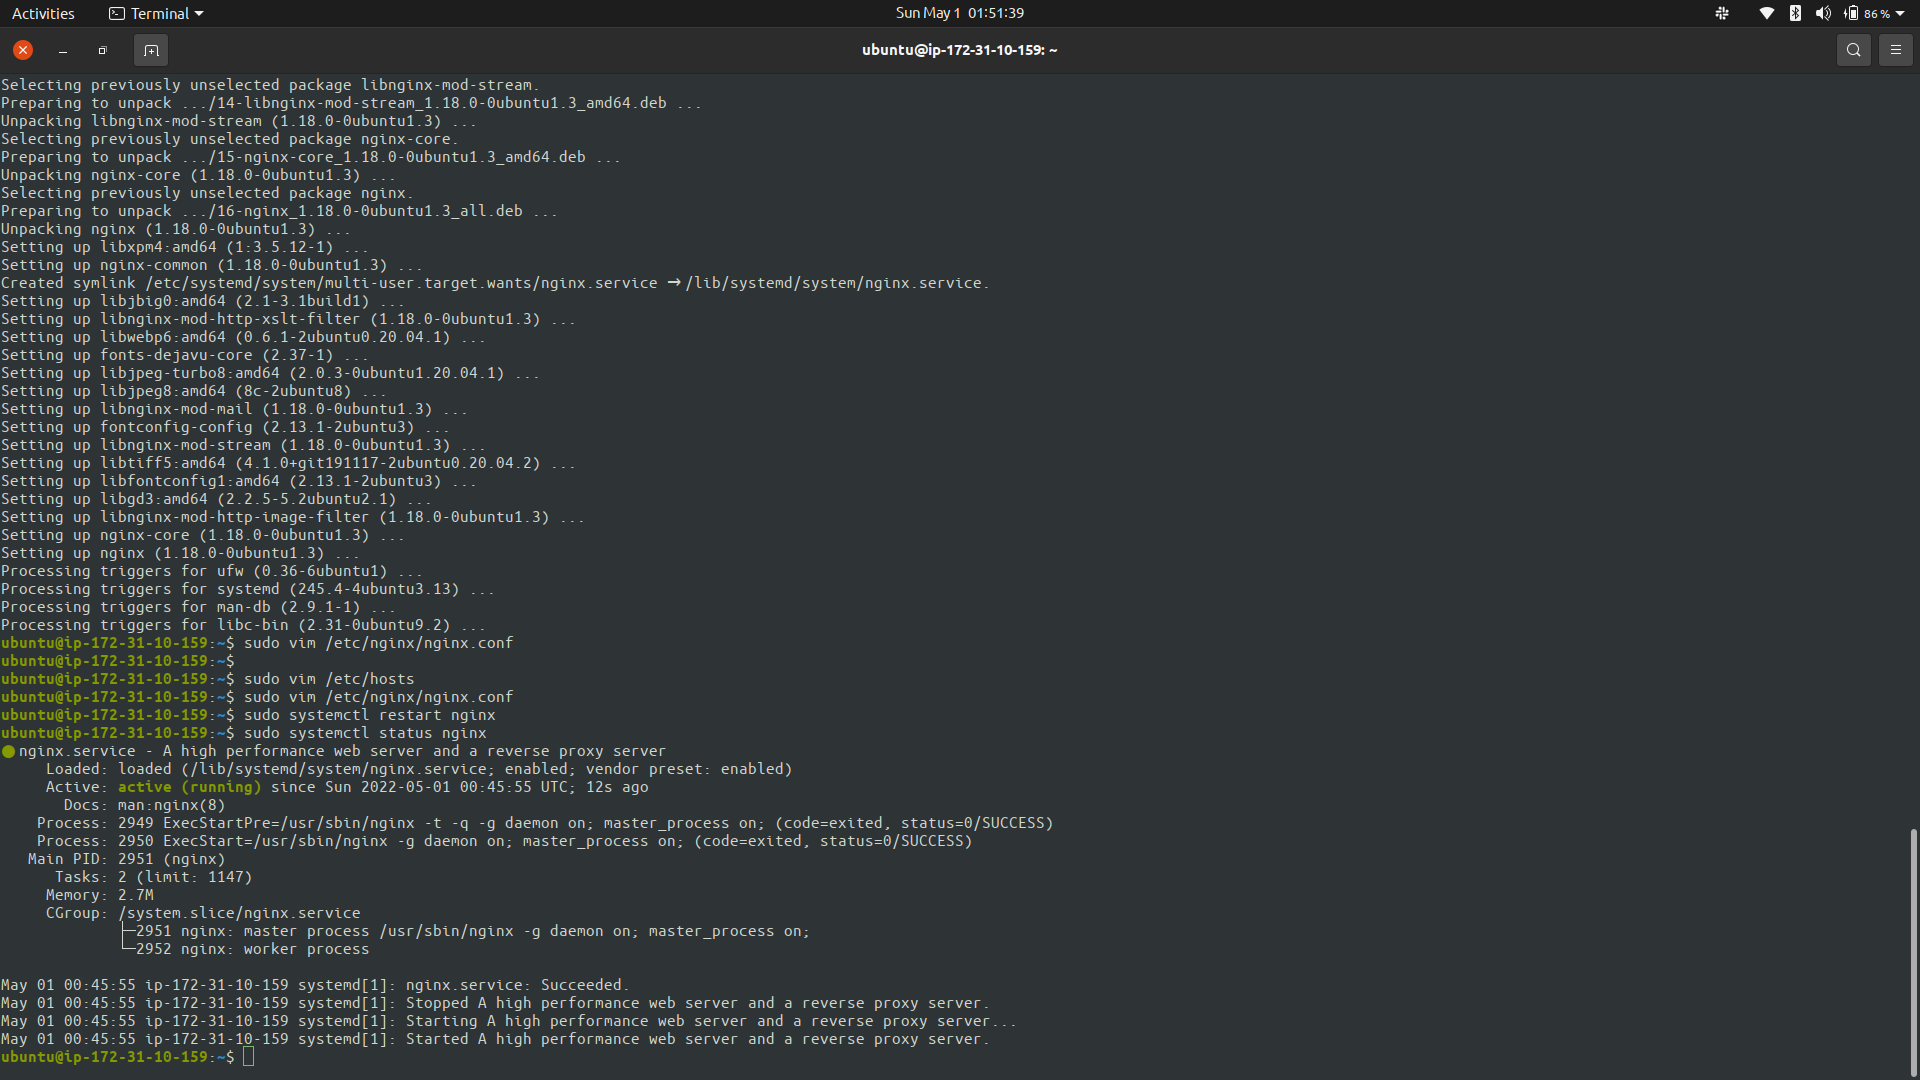 Activities
Terminal
Sun May 1 01:51:39
86 %
ubuntu@ip-172-31-10-159: ~
Selecting previously unselected package libnginx-mod-stream.
Preparing to unpack .../14-libnginx-mod-stream_1.18.0-0ubuntu1.3_amd64.deb ...
Unpacking libnginx-mod-stream (1.18.0-0ubuntu1.3) ...
Selecting previously unselected package nginx-core.
Preparing to unpack .../15-nginx-core_1.18.0-0ubuntu1.3_amd64.deb ...
Unpacking nginx-core (1.18.0-0ubuntu1.3) ...
Selecting previously unselected package nginx.
Preparing to unpack .../16-nginx_1.18.0-0ubuntu1.3_all.deb ...
Unpacking nginx (1.18.0-0ubuntu1.3) ...
Setting up libxpm4:amd64 (1:3.5.12-1) ...
Setting up nginx-common (1.18.0-0ubuntu1.3) ...
Created symlink /etc/systemd/system/multi-user.target.wants/nginx.service → /lib/systemd/system/nginx.service.
Setting up libjbig0:amd64 (2.1-3.1build1) ...
Setting up libnginx-mod-http-xslt-filter (1.18.0-0ubuntu1.3) ...
Setting up libwebp6:amd64 (0.6.1-2ubuntu0.20.04.1) ...
Setting up fonts-dejavu-core (2.37-1) ...
Setting up libjpeg-turbo8:amd64 (2.0.3-0ubuntu1.20.04.1) ...
Setting up libjpeg8:amd64 (8c-2ubuntu8) ...
Setting up libnginx-mod-mail (1.18.0-0ubuntu1.3) ...
Setting up fontconfig-config (2.13.1-2ubuntu3) ...
Setting up libnginx-mod-stream (1.18.0-0ubuntu1.3) ...
Setting up libtiff5:amd64 (4.1.0+git191117-2ubuntu0.20.04.2) ...
Setting up libfontconfig1:amd64 (2.13.1-2ubuntu3) ...
Setting up libgd3:amd64 (2.2.5-5.2ubuntu2.1) ...
Setting up libnginx-mod-http-image-filter (1.18.0-0ubuntu1.3) ...
Setting up nginx-core (1.18.0-0ubuntu1.3) ...
Setting up nginx (1.18.0-0ubuntu1.3) ...
Processing triggers for ufw (0.36-6ubuntu1) ...
Processing triggers for systemd (245.4-4ubuntu3.13) ...
Processing triggers for man-db (2.9.1-1) ...
Processing triggers for libc-bin (2.31-0ubuntu9.2) ...
ubuntu@ip-172-31-10-159:~$ sudo vim /etc/nginx/nginx.conf
ubuntu@ip-172-31-10-159:~$
ubuntu@ip-172-31-10-159:~$ sudo vim /etc/hosts
ubuntu@ip-172-31-10-159:~$ sudo vim /etc/nginx/nginx.conf
ubuntu@ip-172-31-10-159:~$ sudo systemctl restart nginx
ubuntu@ip-172-31-10-159:~$ sudo systemctl status nginx
● nginx.service - A high performance web server and a reverse proxy server
Loaded: loaded (/lib/systemd/system/nginx.service; enabled; vendor preset: enabled)
Active: active (running) since Sun 2022-05-01 00:45:55 UTC; 12s ago
Docs: man:nginx(8)
Process: 2949 ExecStartPre=/usr/sbin/nginx -t -q -g daemon on; master_process on; (code=exited, status=0/SUCCESS)
Process: 2950 ExecStart=/usr/sbin/nginx -g daemon on; master_process on; (code=exited, status=0/SUCCESS)
Main PID: 2951 (nginx)
Tasks: 2 (limit: 1147)
Memory: 2.7M
CGroup: /system.slice/nginx.service
├─2951 nginx: master process /usr/sbin/nginx -g daemon on; master_process on;
└─2952 nginx: worker process
May 01 00:45:55 ip-172-31-10-159 systemd[1]: nginx.service: Succeeded.
May 01 00:45:55 ip-172-31-10-159 systemd[1]: Stopped A high performance web server and a reverse proxy server.
May 01 00:45:55 ip-172-31-10-159 systemd[1]: Starting A high performance web server and a reverse proxy server...
May 01 00:45:55 ip-172-31-10-159 systemd[1]: Started A high performance web server and a reverse proxy server.
ubuntu@ip-172-31-10-159:~$